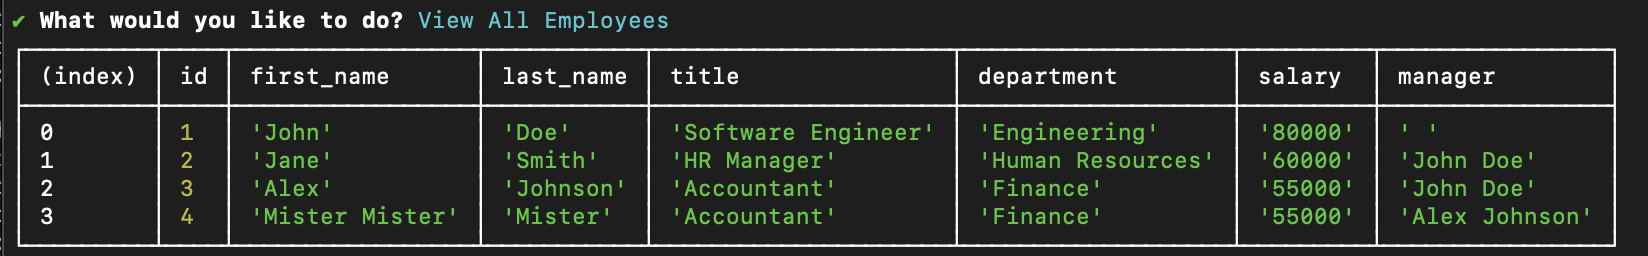 ✔ What would you like to do? View All Employees
(index) id first_name last_name title department salary manager
0 1 'John' 'Doe' 'Software Engineer' 'Engineering' '80000' ' '
1 2 'Jane' 'Smith' 'HR Manager' 'Human Resources' '60000' 'John Doe'
2 3 'Alex' 'Johnson' 'Accountant' 'Finance' '55000' 'John Doe'
3 4 'Mister Mister' 'Mister' 'Accountant' 'Finance' '55000' 'Alex Johnson'